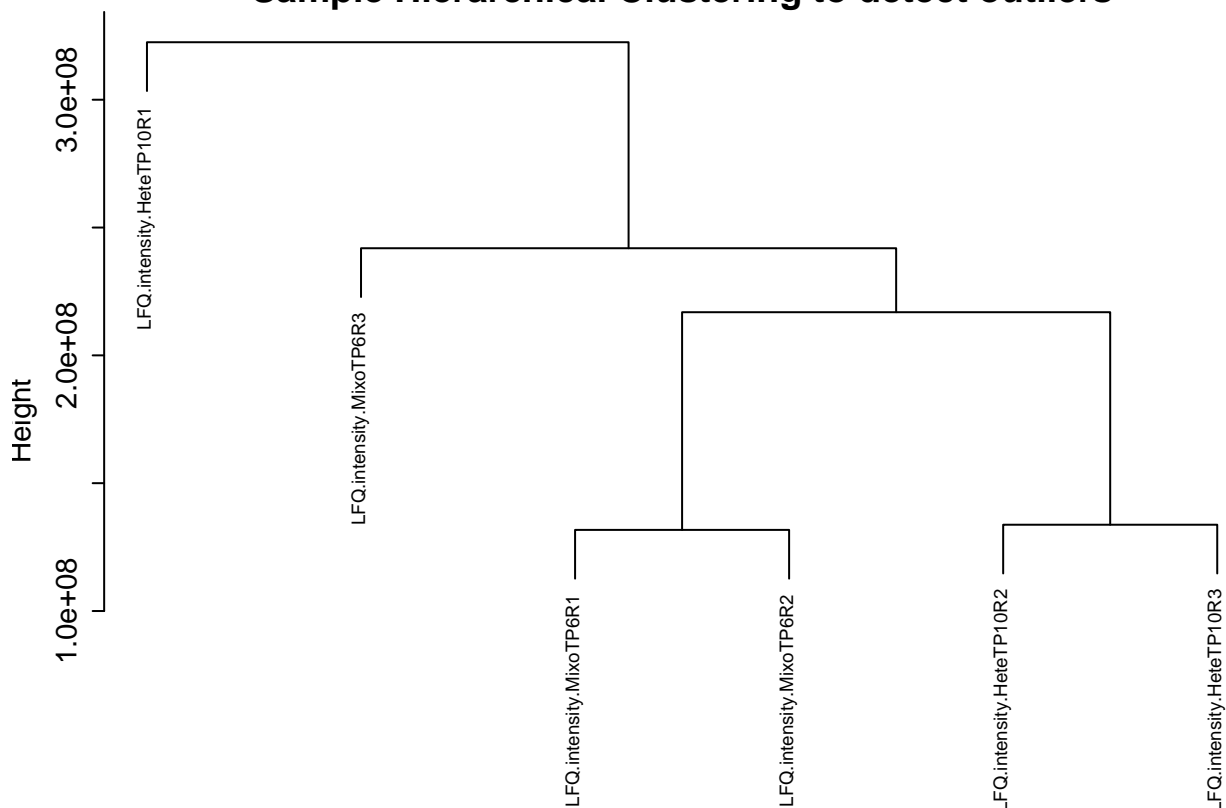 Sample Hierarchical Clustering to detect outliers
Height
3.0e+08
2.0e+08
1.0e+08
LFQ.intensity.HeteTP10R1
LFQ.intensity.MixoTP6R3
LFQ.intensity.MixoTP6R1
LFQ.intensity.MixoTP6R2
LFQ.intensity.HeteTP10R2
LFQ.intensity.HeteTP10R3